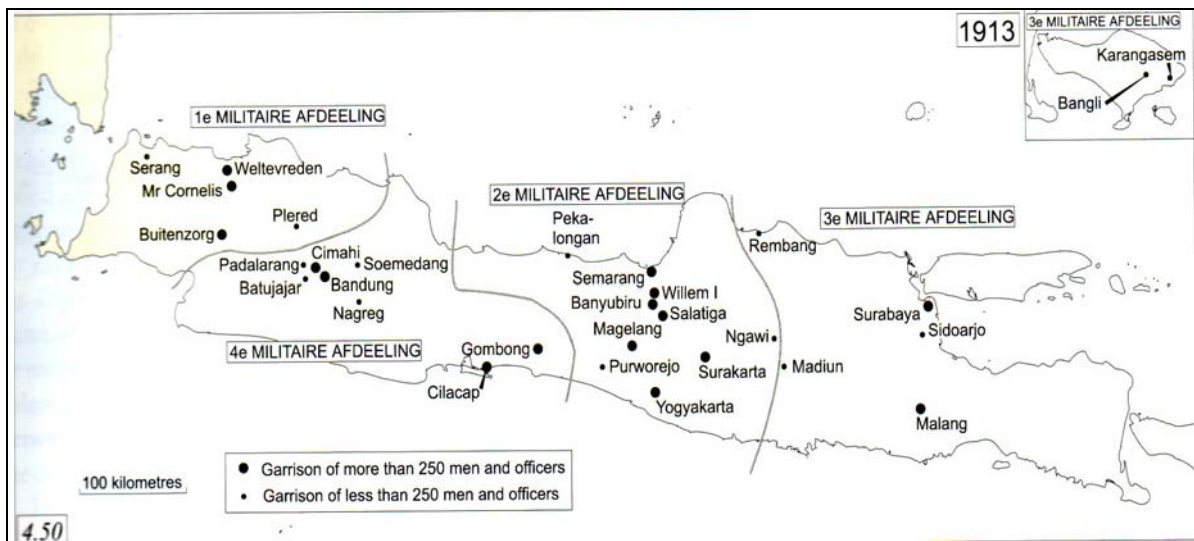 1913
3e MILITAIRE AFDEELING
Karangasem
Bangli
1e MILITAIRE AFDEELING
Serang
Weltevreden
Mr Cornelis
Plered
Buitenzorg
2e MILITAIRE AFDEELING
Peka-
longan
3e MILITAIRE AFDEELING
Rembang
Cimahi
Padalarang
Soemedang
Batujajar
Bandung
Nagreg
Semarang
Willem I
Banyubiru
Salatiga
Surabaya
Sidoarjo
Magelang
Ngawi
4e MILITAIRE AFDEELING
Gombong
Purworejo
Surakarta
Madiun
Cilacap
Yogyakarta
Malang
Garrison of more than 250 men and officers
100 kilometres
Garrison of less than 250 men and officers
4.50